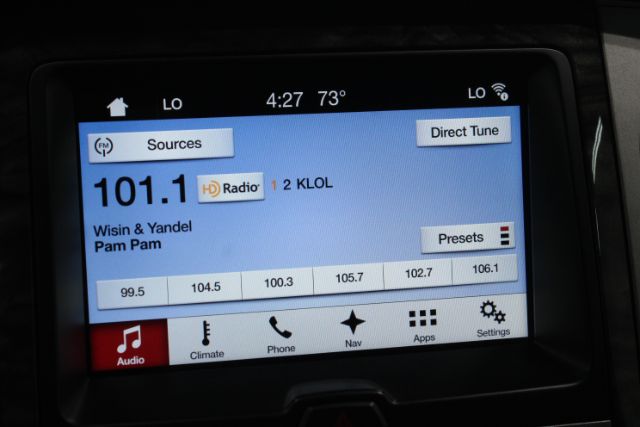 LO 4:27 73° LO
FM Sources Direct Tune
101.1 HD Radio 1 2 KLOL
Wisin & Yandel
Pam Pam
Presets
99.5 104.5 100.3 105.7 102.7 106.1
Audio Climate Phone Nav Apps Settings